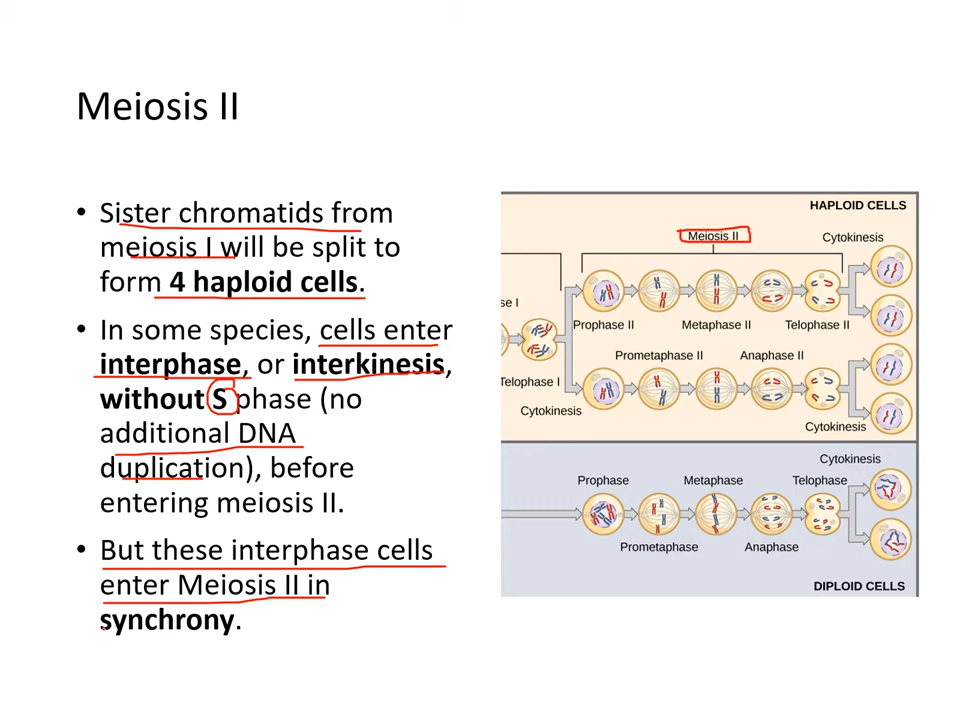 Meiosis II
• Sister chromatids from
meiosis I will be split to
form 4 haploid cells.
• In some species, cells enter
interphase, or interkinesis,
without S phase (no
additional DNA
duplication), before
entering meiosis II.
• But these interphase cells
enter Meiosis II in
synchrony.
HAPLOID CELLS
Meiosis II
Cytokinesis
se I
Prophase II
Metaphase II
Telophase II
Prometaphase II
Anaphase II
Telophase I
Cytokinesis
Cytokinesis
Cytokinesis
Prophase
Metaphase
Telophase
Prometaphase
Anaphase
DIPLOID CELLS